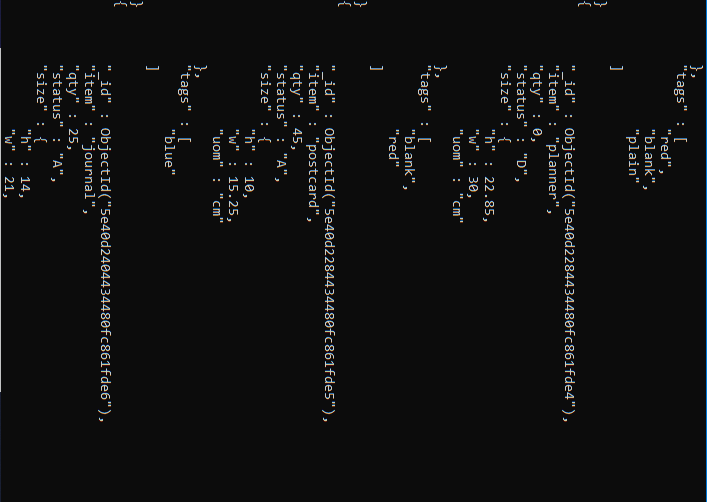 },
"tags" : [
"red",
"blank",
"plain"
]
}
{
"_id" : ObjectId("5e40d2284434480fc861fde4"),
"item" : "planner",
"qty" : 0,
"status" : "D",
"size" : {
"h" : 22.85,
"w" : 30,
"uom" : "cm"
},
"tags" : [
"blank",
"red"
]
}
{
"_id" : ObjectId("5e40d2284434480fc861fde5"),
"item" : "postcard",
"qty" : 45,
"status" : "A",
"size" : {
"h" : 10,
"w" : 15.25,
"uom" : "cm"
},
"tags" : [
"blue"
]
}
{
"_id" : ObjectId("5e40d2404434480fc861fde6"),
"item" : "journal",
"qty" : 25,
"status" : "A",
"size" : {
"h" : 14,
"w" : 21,